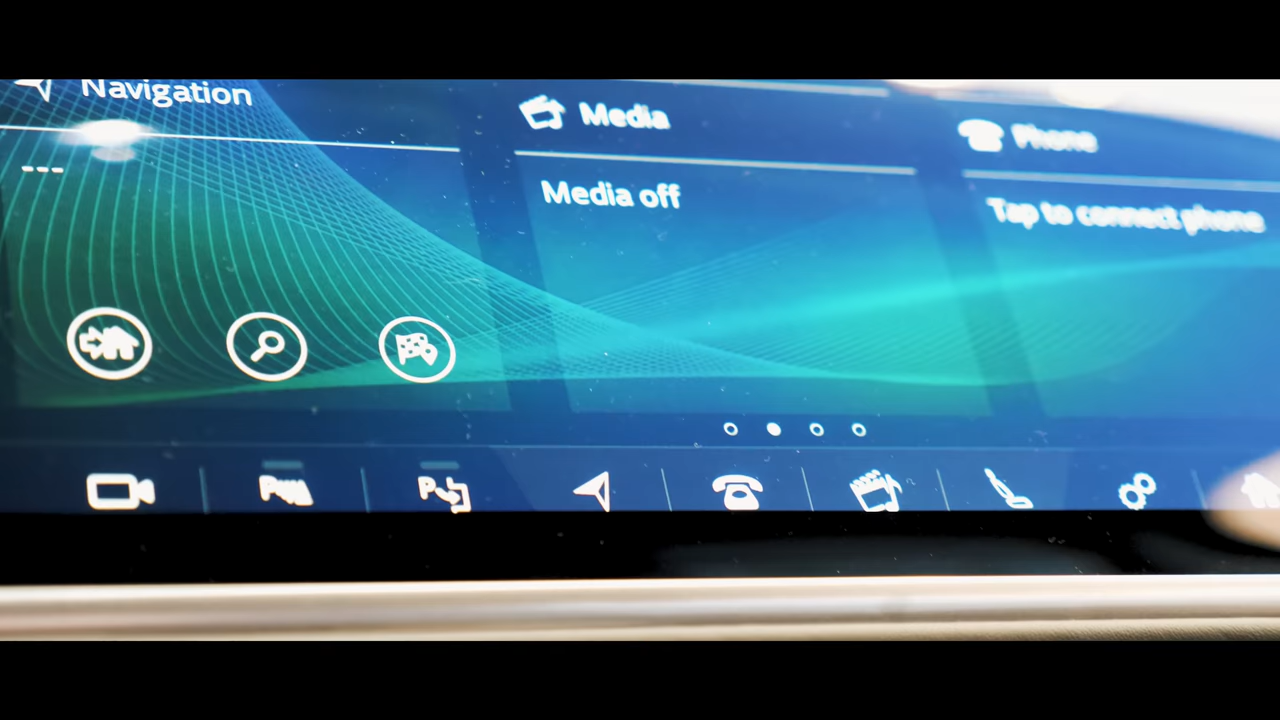 Navigation
---
Media
Media off
Phone
Tap to connect phone
P
P